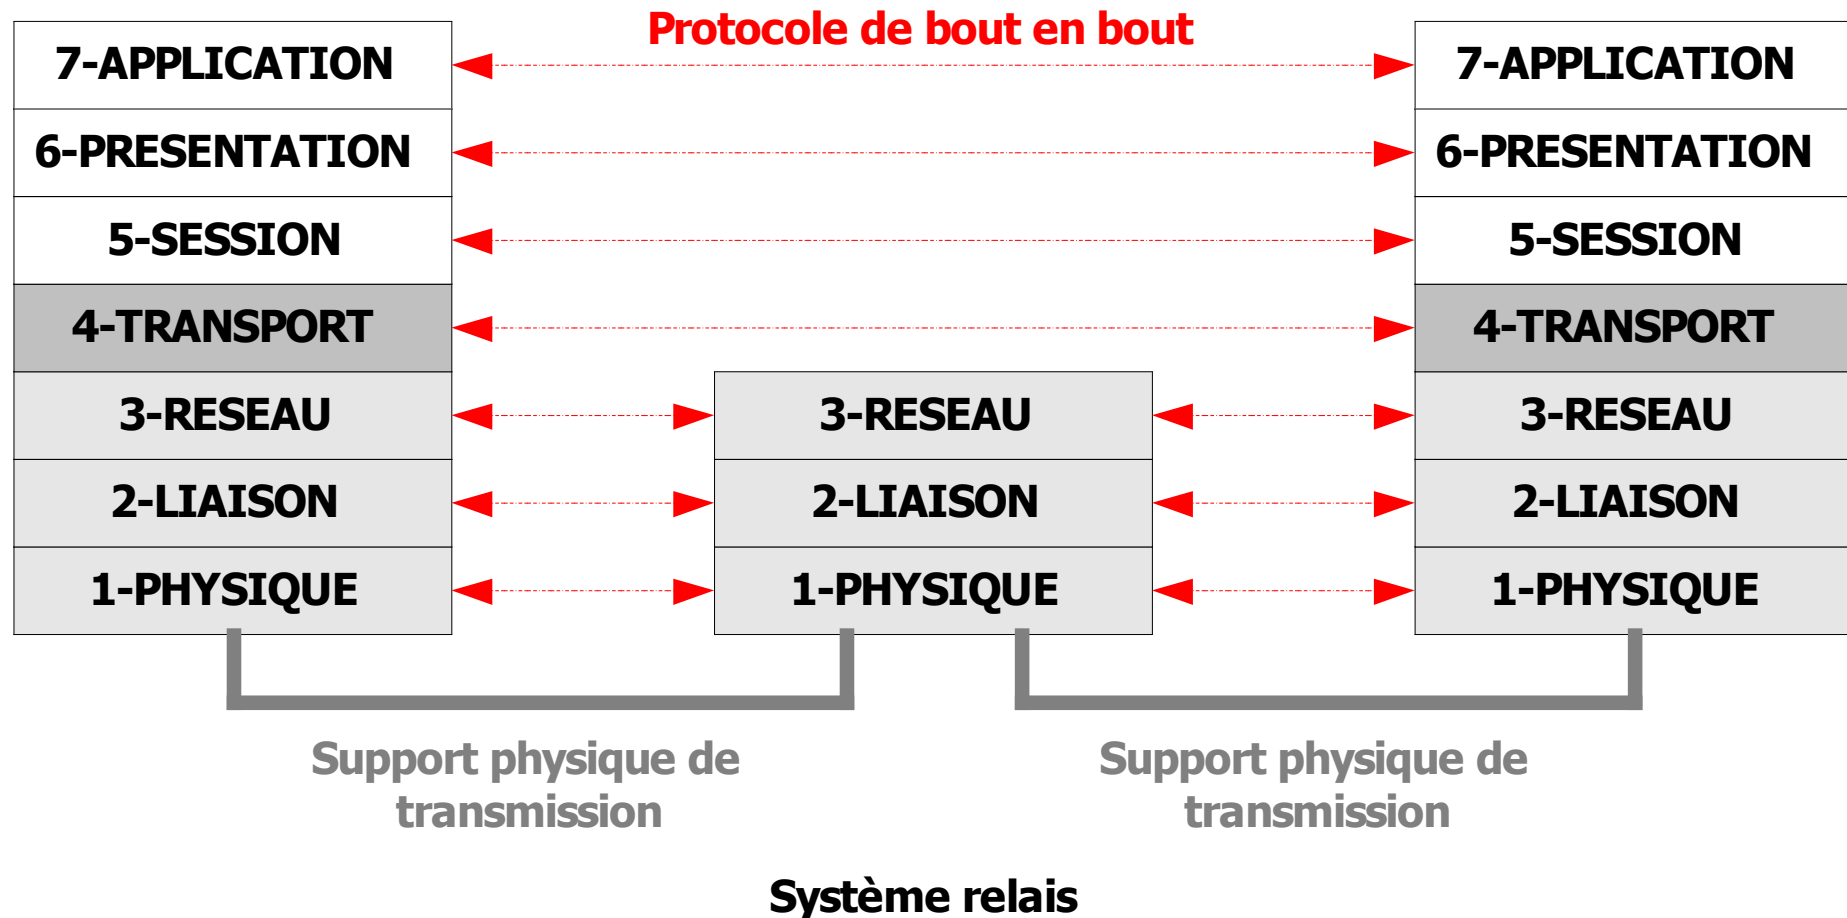 Protocole de bout en bout
7-APPLICATION
7-APPLICATION
6-PRESENTATION
6-PRESENTATION
5-SESSION
5-SESSION
4-TRANSPORT
4-TRANSPORT
3-RESEAU
3-RESEAU
3-RESEAU
2-LIAISON
2-LIAISON
2-LIAISON
1-PHYSIQUE
1-PHYSIQUE
1-PHYSIQUE
Support physique de
transmission
Support physique de
transmission
Système relais